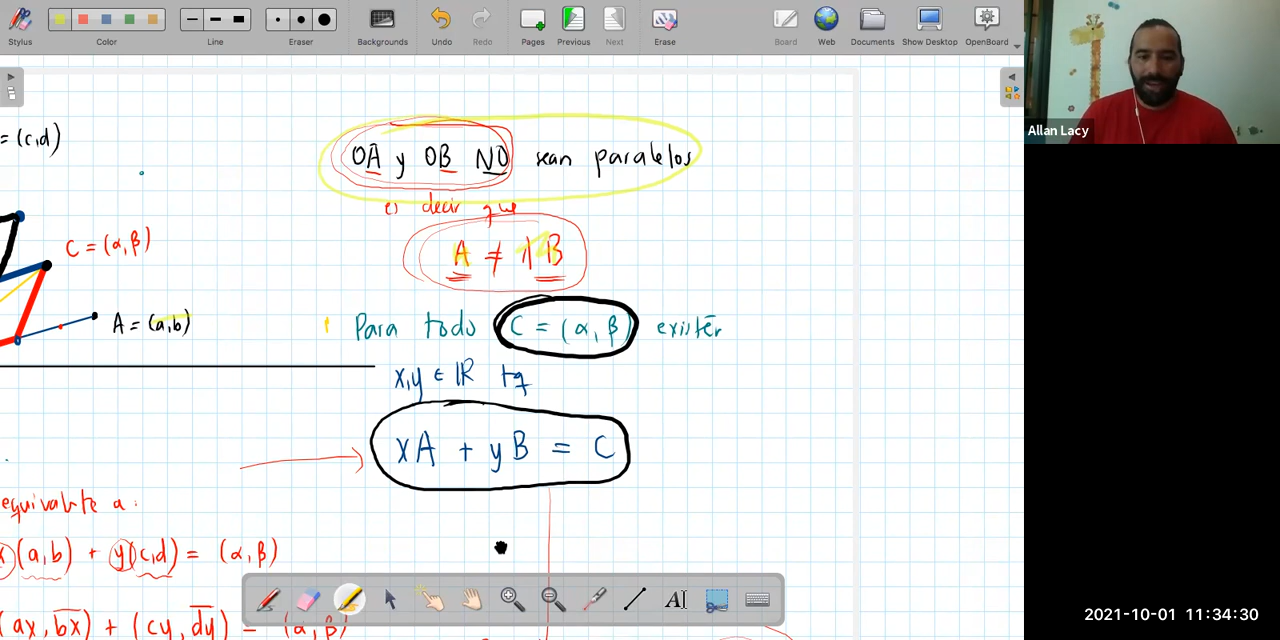 Stylus
Color
Line
Eraser
Backgrounds
Undo
Redo
Pages
Previous
Next
Erase
Board
Web
Documents
Show Desktop
OpenBoard
Allan Lacy
= (c,d)
OA y OB NO sean paralelos
es decir que
A ≠ λB
C = (α, β)
A = (a,b)
Para todo C = (α, β) existen
x,y ∈ ℝ tq
xA + yB = C
equivalte a:
x(a,b) + y(c,d) = (α, β)
(ax, bx) + (cy, dy) = (α, β)
2021-10-01 11:34:30